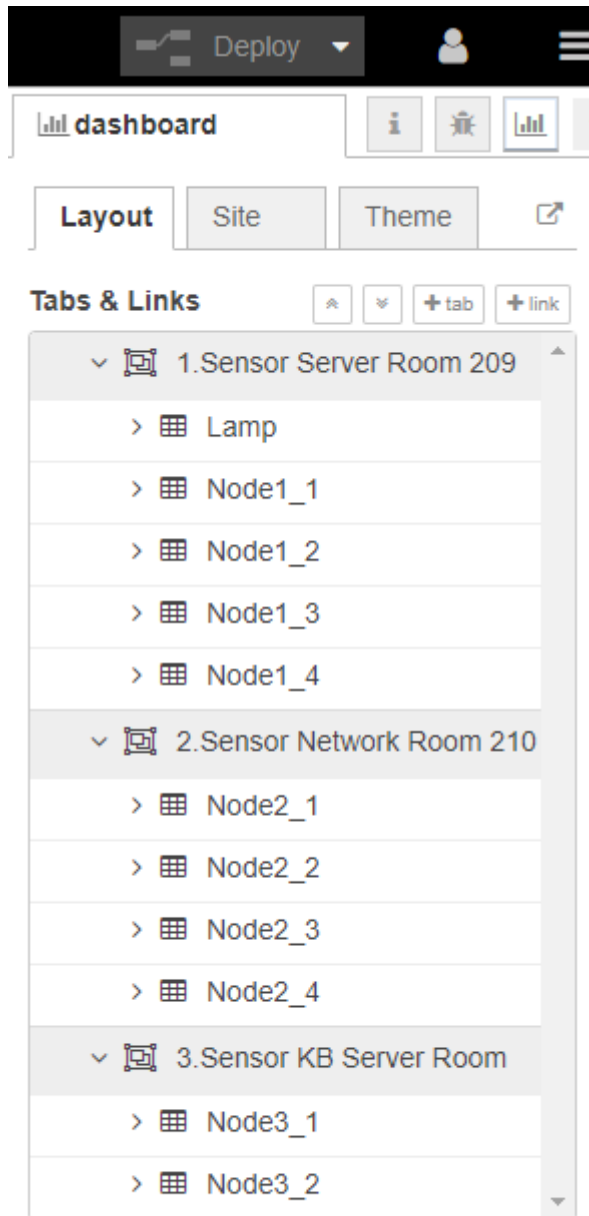 Deploy
dashboard i
Layout Site Theme
Tabs & Links +tab +link
1.Sensor Server Room 209
Lamp
Node1_1
Node1_2
Node1_3
Node1_4
2.Sensor Network Room 210
Node2_1
Node2_2
Node2_3
Node2_4
3.Sensor KB Server Room
Node3_1
Node3_2